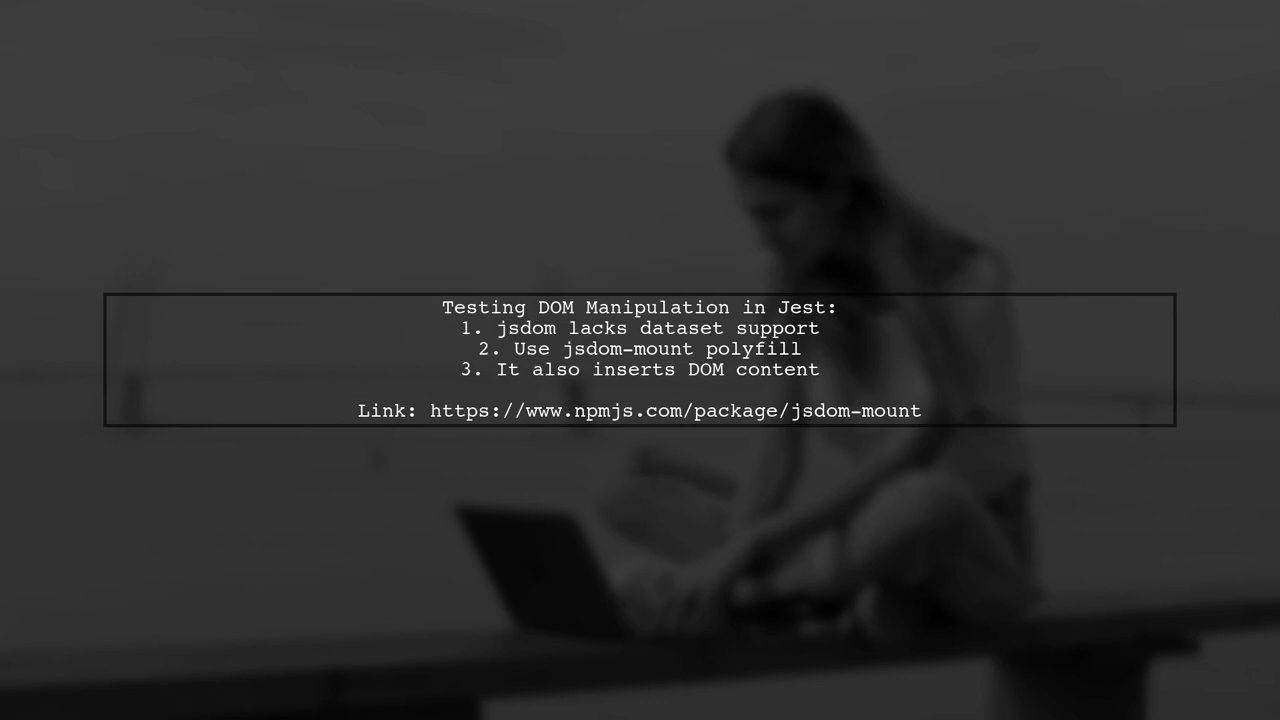 Testing DOM Manipulation in Jest:
1. jsdom lacks dataset support
2. Use jsdom-mount polyfill
3. It also inserts DOM content
Link: https://www.npmjs.com/package/jsdom-mount